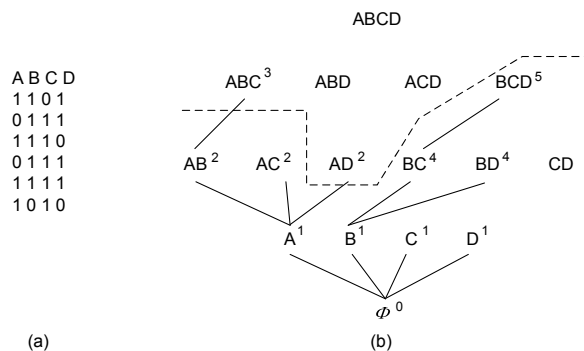 ABCD
A B C D
1 1 0 1
0 1 1 1
1 1 1 0
0 1 1 1
1 1 1 1
1 0 1 0
ABC³ ABD ACD BCD⁵
AB² AC² AD² BC⁴ BD⁴ CD
A¹ B¹ C¹ D¹
Φ⁰
(a) (b)